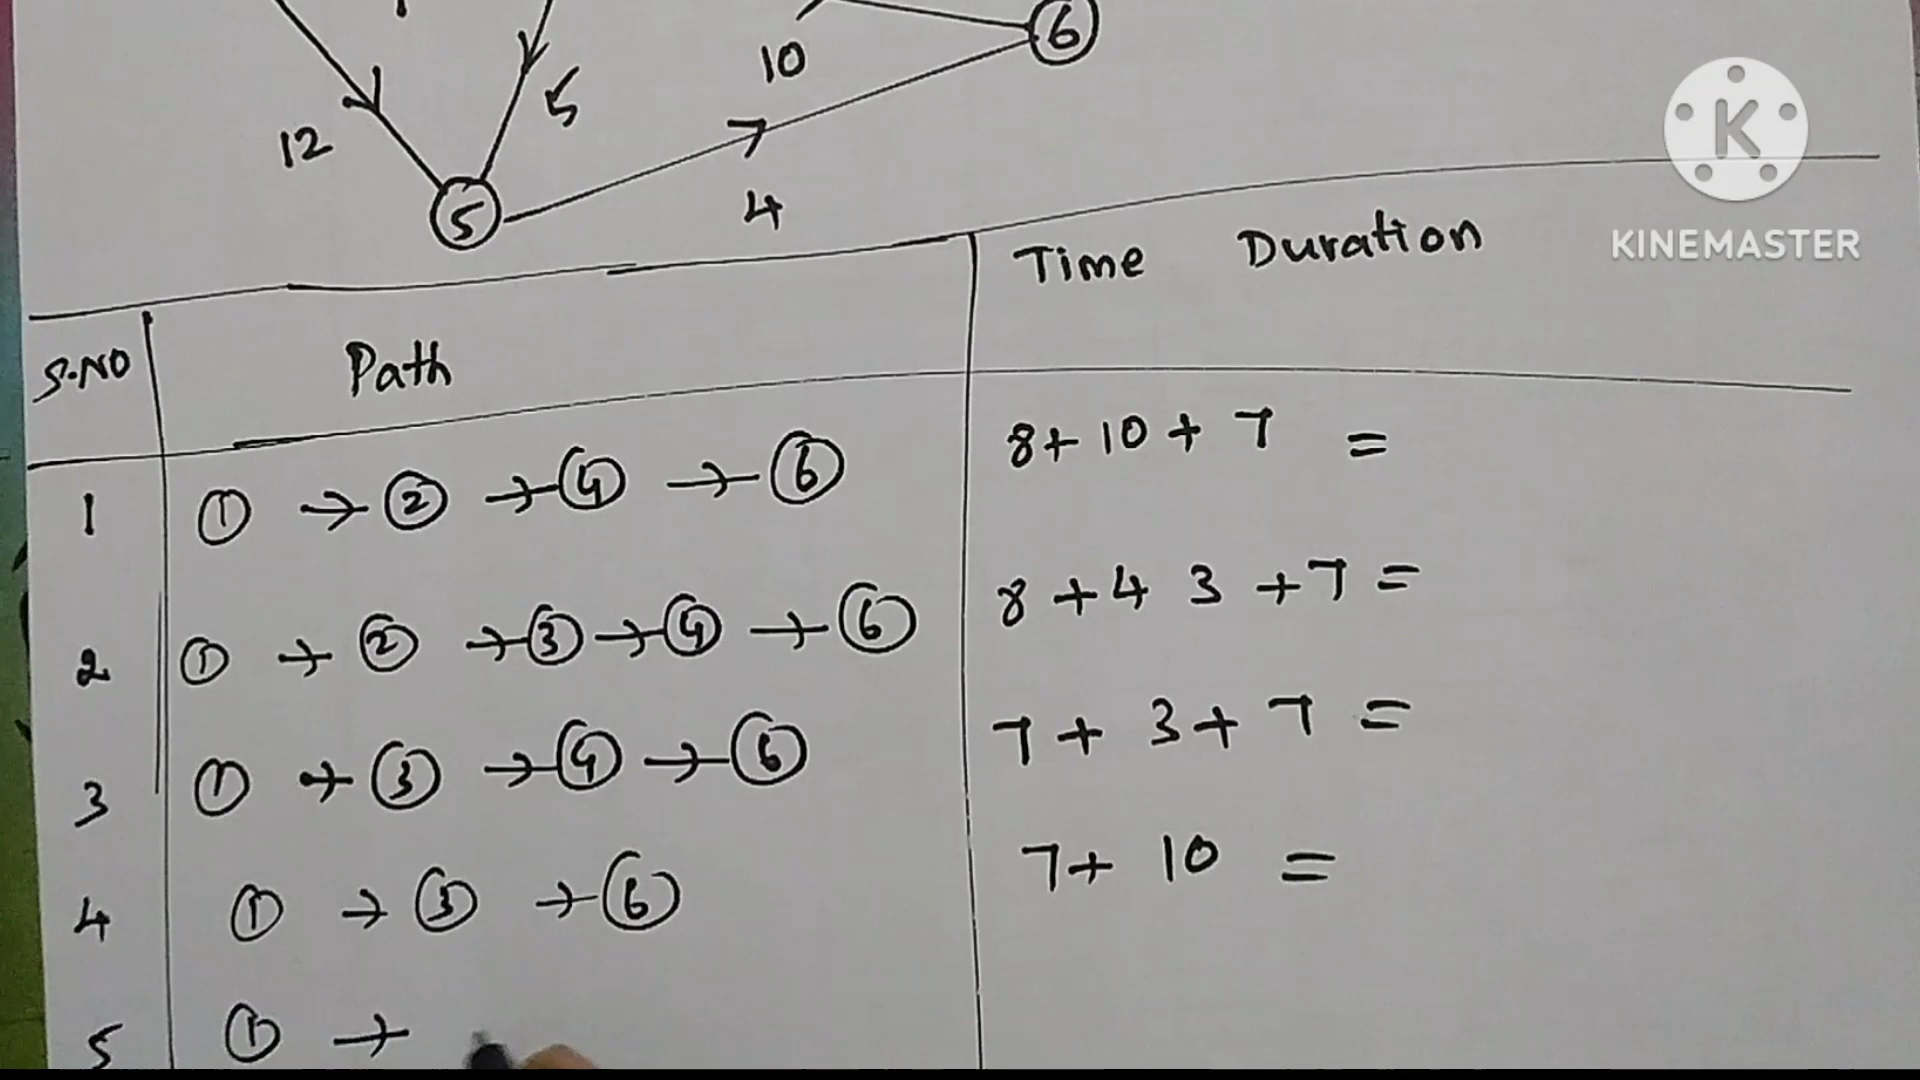 10
6
12
5
5
4
K
KINEMASTER
S.NO Path Time Duration
1 1 → 2 → 4 → 6 8+ 10 + 7 =
2 1 → 2 → 3 → 4 → 6 8 + 4 3 + 7 =
3 1 → 3 → 4 → 6 7 + 3 + 7 =
4 1 → 3 → 6 7 + 10 =
5 1 →